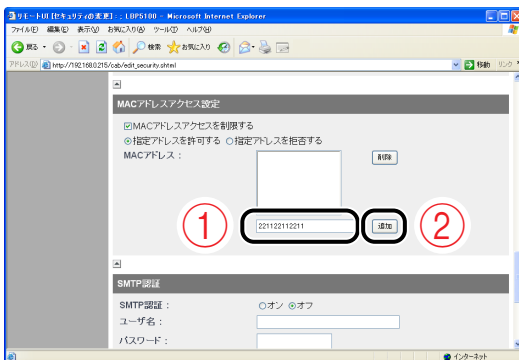 リモートUI [セキュリティの変更] : ; LBP5100 - Microsoft Internet Explorer
ファイル(F) 編集(E) 表示(V) お気に入り(A) ツール(T) ヘルプ(H)
戻る 検索 お気に入り
アドレス(D) http://192.168.0.215/cab/edit_security.shtml 移動 リンク
MACアドレスアクセス設定
MACアドレスアクセスを制限する
指定アドレスを許可する 指定アドレスを拒否する
MACアドレス : 削除
① 221122112211 追加 ②
SMTP認証
SMTP認証 : オン オフ
ユーザ名 :
パスワード :
インターネット